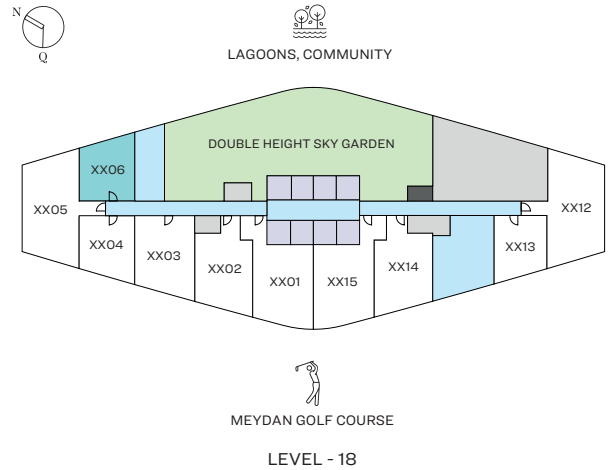 N
Q
LAGOONS, COMMUNITY
DOUBLE HEIGHT SKY GARDEN
XX06
XX05
XX12
XX04
XX03
XX02
XX01
XX15
XX14
XX13
MEYDAN GOLF COURSE
LEVEL - 18